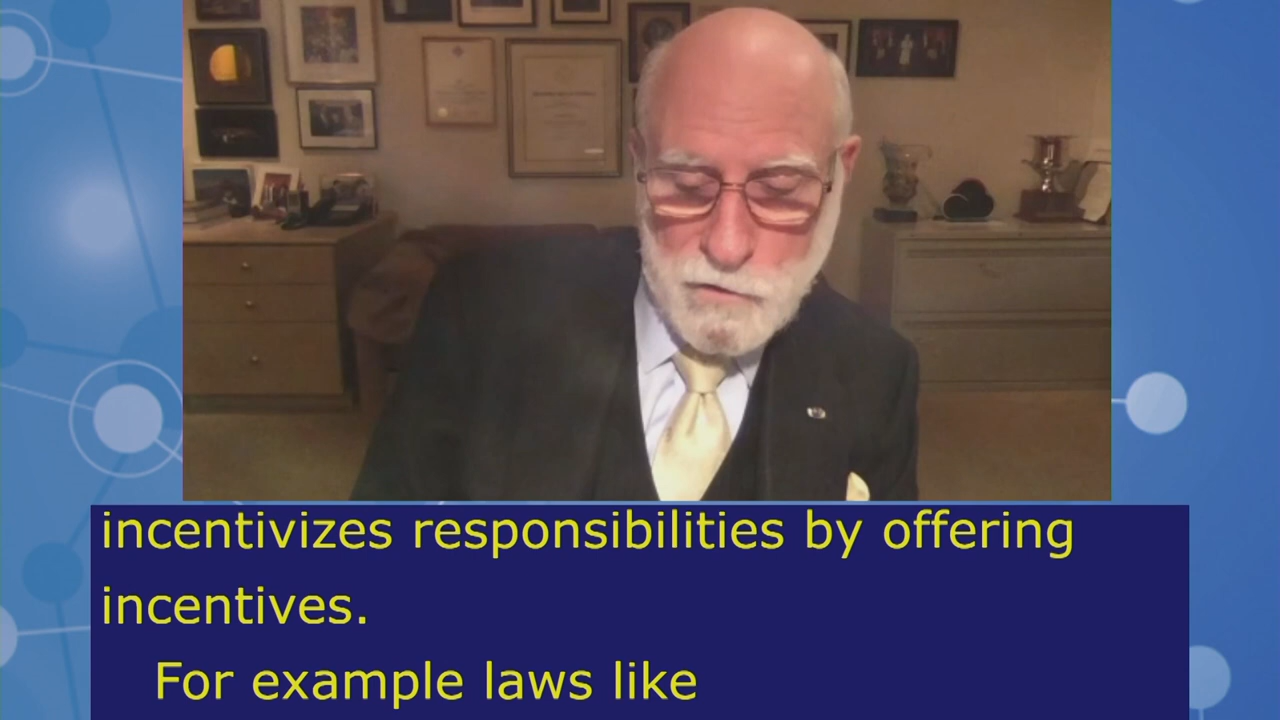 incentivizes responsibilities by offering
incentives.
For example laws like